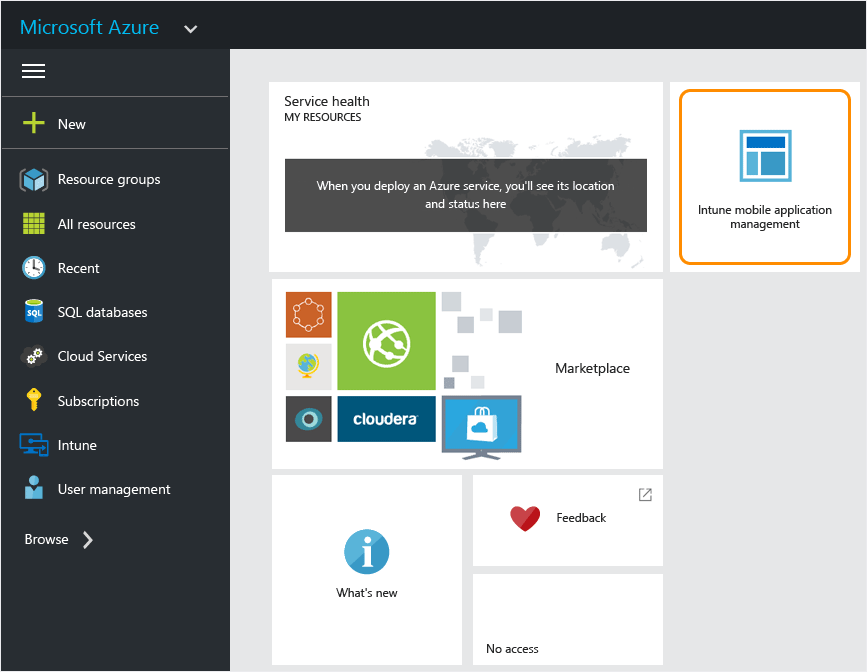 Microsoft Azure
New
Resource groups
All resources
Recent
SQL
SQL databases
Cloud Services
Subscriptions
Intune
User management
Browse
Service health
MY RESOURCES
When you deploy an Azure service, you'll see its location
and status here
Intune mobile application
management
cloudera
Marketplace
What's new
Feedback
No access